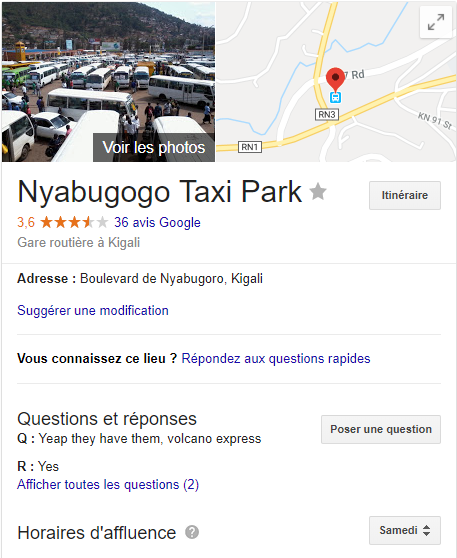 Voir les photos
7 Rd
RN3
KN 91 St
RN1
Nyabugogo Taxi Park
Itinéraire
3,6 36 avis Google
Gare routière à Kigali
Adresse : Boulevard de Nyabugoro, Kigali
Suggérer une modification
Vous connaissez ce lieu ? Répondez aux questions rapides
Questions et réponses
Poser une question
Q : Yeap they have them, volcano express
R : Yes
Afficher toutes les questions (2)
Horaires d'affluence ?
Samedi